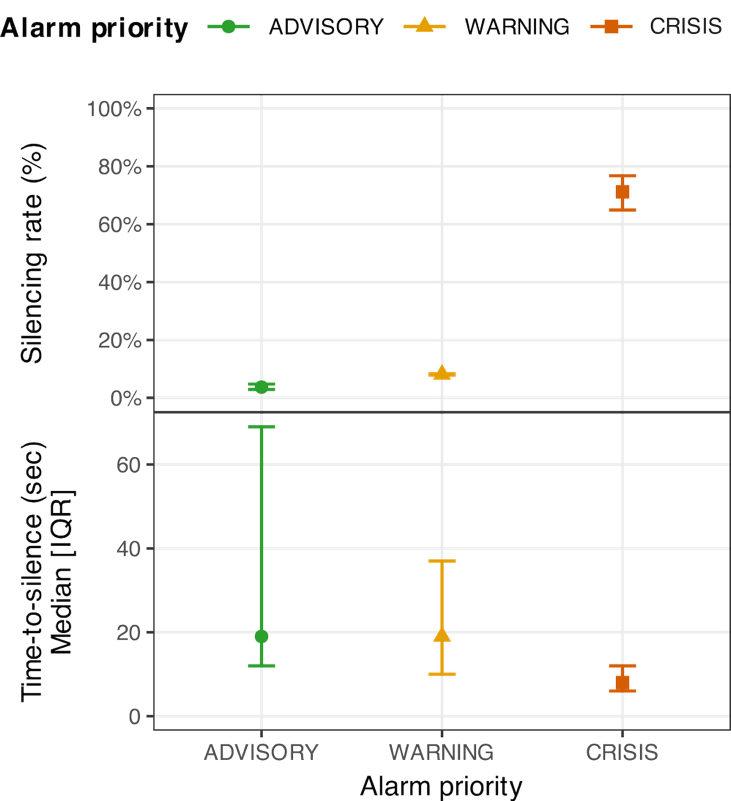 Alarm priority ADVISORY WARNING CRISIS
Silencing rate (%)
100%
80%
60%
40%
20%
0%
Time-to-silence (sec)
Median [IQR]
60
40
20
0
ADVISORY WARNING CRISIS
Alarm priority